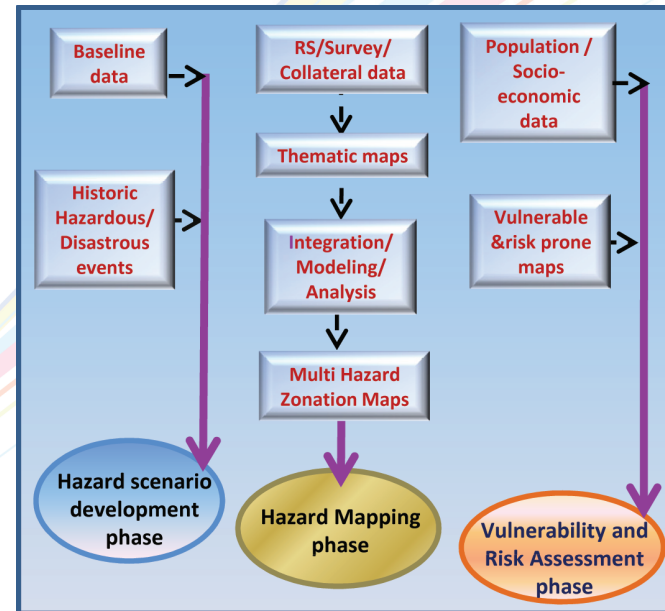 Baseline
data
Historic
Hazardous/
Disastrous
events
Hazard scenario
development
phase
RS/Survey/
Collateral data
Thematic maps
Integration/
Modeling/
Analysis
Multi Hazard
Zonation Maps
Hazard Mapping
phase
Population /
Socio-
economic
data
Vulnerable
&risk prone
maps
Vulnerability and
Risk Assessment
phase